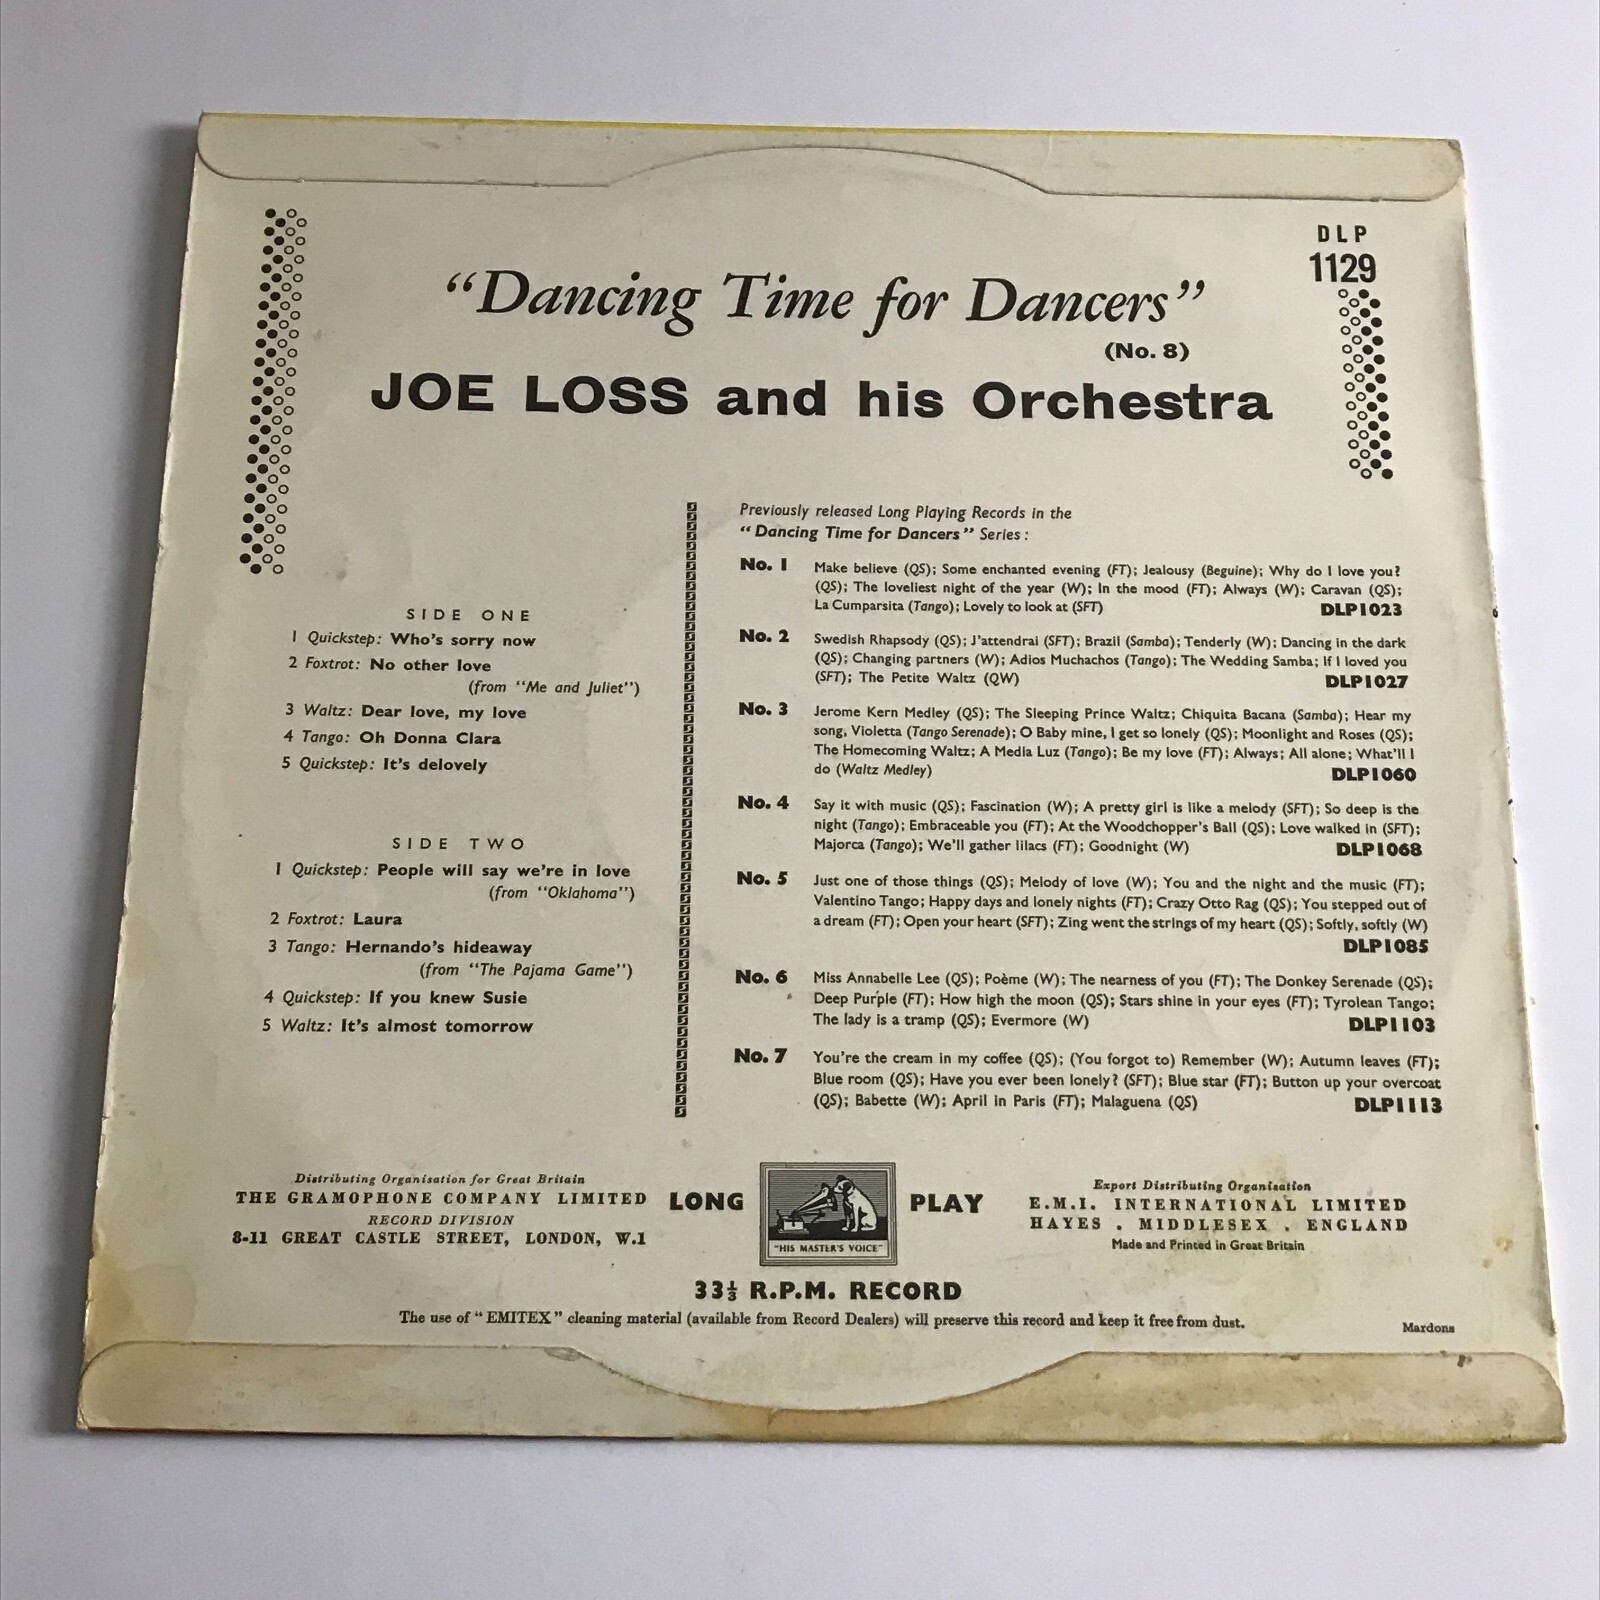 DLP
1129
“Dancing Time for Dancers”
(No. 8)
JOE LOSS and his Orchestra
SIDE ONE
1 Quickstep: Who's sorry now
2 Foxtrot: No other love
(from “Me and Juliet”)
3 Waltz: Dear love, my love
4 Tango: Oh Donna Clara
5 Quickstep: It's delovely
SIDE TWO
1 Quickstep: People will say we're in love
(from “Oklahoma”)
2 Foxtrot: Laura
3 Tango: Hernando's hideaway
(from “The Pajama Game”)
4 Quickstep: If you knew Susie
5 Waltz: It's almost tomorrow
Previously released Long Playing Records in the
“Dancing Time for Dancers” Series:
No. 1 Make believe (QS); Some enchanted evening (FT); Jealousy (Beguine); Why do I love you?
(QS); The loveliest night of the year (W); In the mood (FT); Always (W); Caravan (QS);
La Cumparsita (Tango); Lovely to look at (SFT) DLP1023
No. 2 Swedish Rhapsody (QS); J'attendrai (SFT); Brazil (Samba); Tenderly (W); Dancing in the dark
(QS); Changing partners (W); Adios Muchachos (Tango); The Wedding Samba; If I loved you
(SFT); The Petite Waltz (QW) DLP1027
No. 3 Jerome Kern Medley (QS); The Sleeping Prince Waltz; Chiquita Bacana (Samba); Hear my
song, Violetta (Tango Serenade); O Baby mine, I get so lonely (QS); Moonlight and Roses (QS);
The Homecoming Waltz; A Media Luz (Tango); Be my love (FT); Always; All alone; What'll I
do (Waltz Medley) DLP1060
No. 4 Say it with music (QS); Fascination (W); A pretty girl is like a melody (SFT); So deep is the
night (Tango); Embraceable you (FT); At the Woodchopper's Ball (QS); Love walked in (SFT);
Majorca (Tango); We'll gather lilacs (FT); Goodnight (W) DLP1068
No. 5 Just one of those things (QS); Melody of love (W); You and the night and the music (FT);
Valentino Tango; Happy days and lonely nights (FT); Crazy Otto Rag (QS); You stepped out of
a dream (FT); Open your heart (SFT); Zing went the strings of my heart (QS); Softly, softly (W)
DLP1085
No. 6 Miss Annabelle Lee (QS); Poème (W); The nearness of you (FT); The Donkey Serenade (QS);
Deep Purple (FT); How high the moon (QS); Stars shine in your eyes (FT); Tyrolean Tango;
The lady is a tramp (QS); Evermore (W) DLP1103
No. 7 You're the cream in my coffee (QS); (You forgot to) Remember (W); Autumn leaves (FT);
Blue room (QS); Have you ever been lonely? (SFT); Blue star (FT); Button up your overcoat
(QS); Babette (W); April in Paris (FT); Malaguena (QS) DLP1113
Distributing Organisation for Great Britain
THE GRAMOPHONE COMPANY LIMITED
RECORD DIVISION
8-11 GREAT CASTLE STREET, LONDON, W.1
LONG PLAY
“HIS MASTER'S VOICE”
Export Distributing Organisation
E.M.I. INTERNATIONAL LIMITED
HAYES . MIDDLESEX . ENGLAND
Made and Printed in Great Britain
33⅓ R.P.M. RECORD
The use of “EMITEX” cleaning material (available from Record Dealers) will preserve this record and keep it free from dust.
Mardons